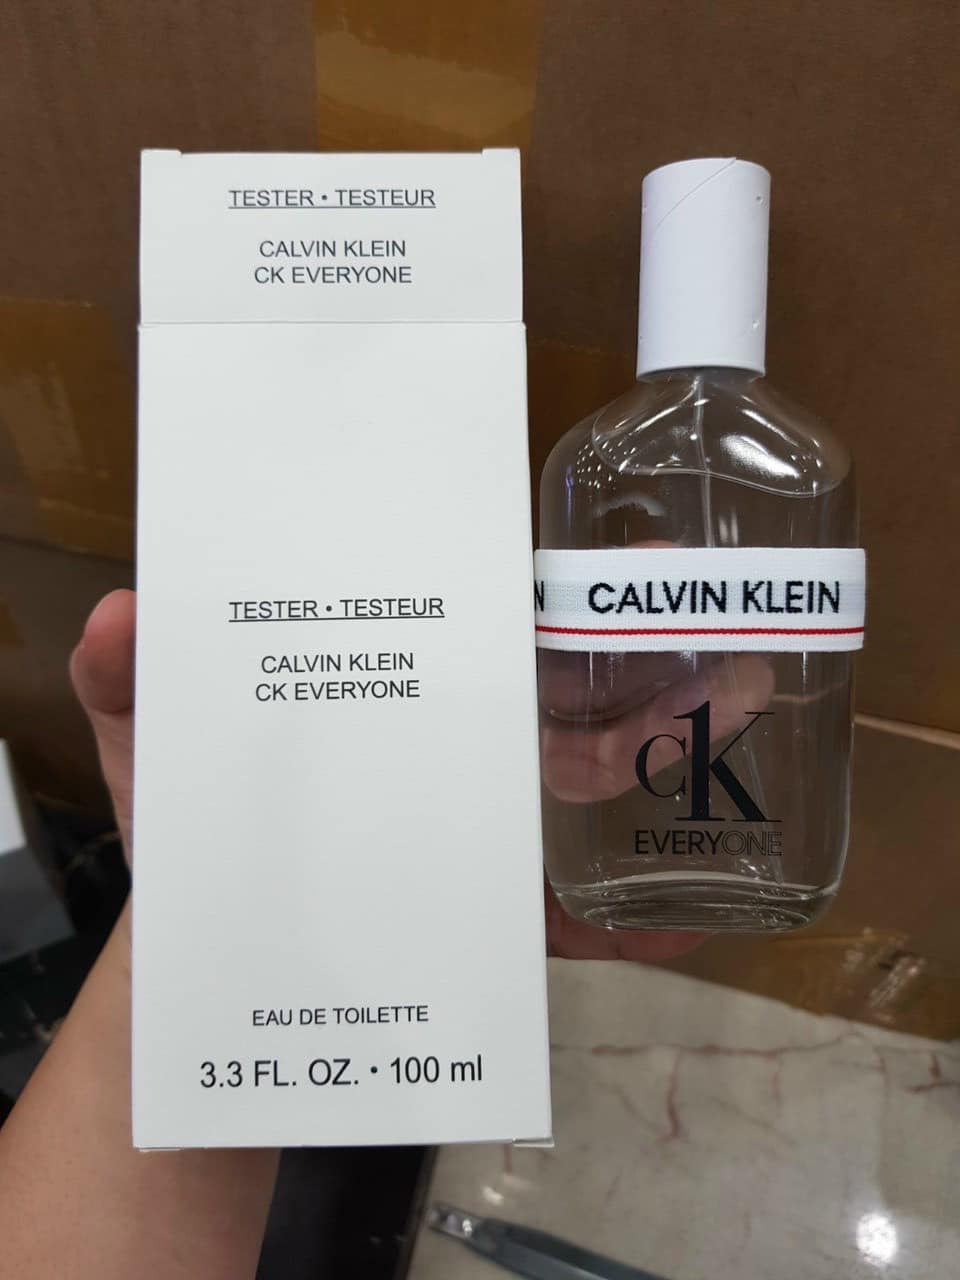 TESTER • TESTEUR
CALVIN KLEIN
CK EVERYONE
TESTER • TESTEUR
CALVIN KLEIN
CK EVERYONE
EAU DE TOILETTE
3.3 FL. OZ. • 100 ml
N CALVIN KLEIN
cK
EVERYONE